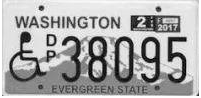 WASHINGTON
2
2017
DP 38095
EVERGREEN STATE